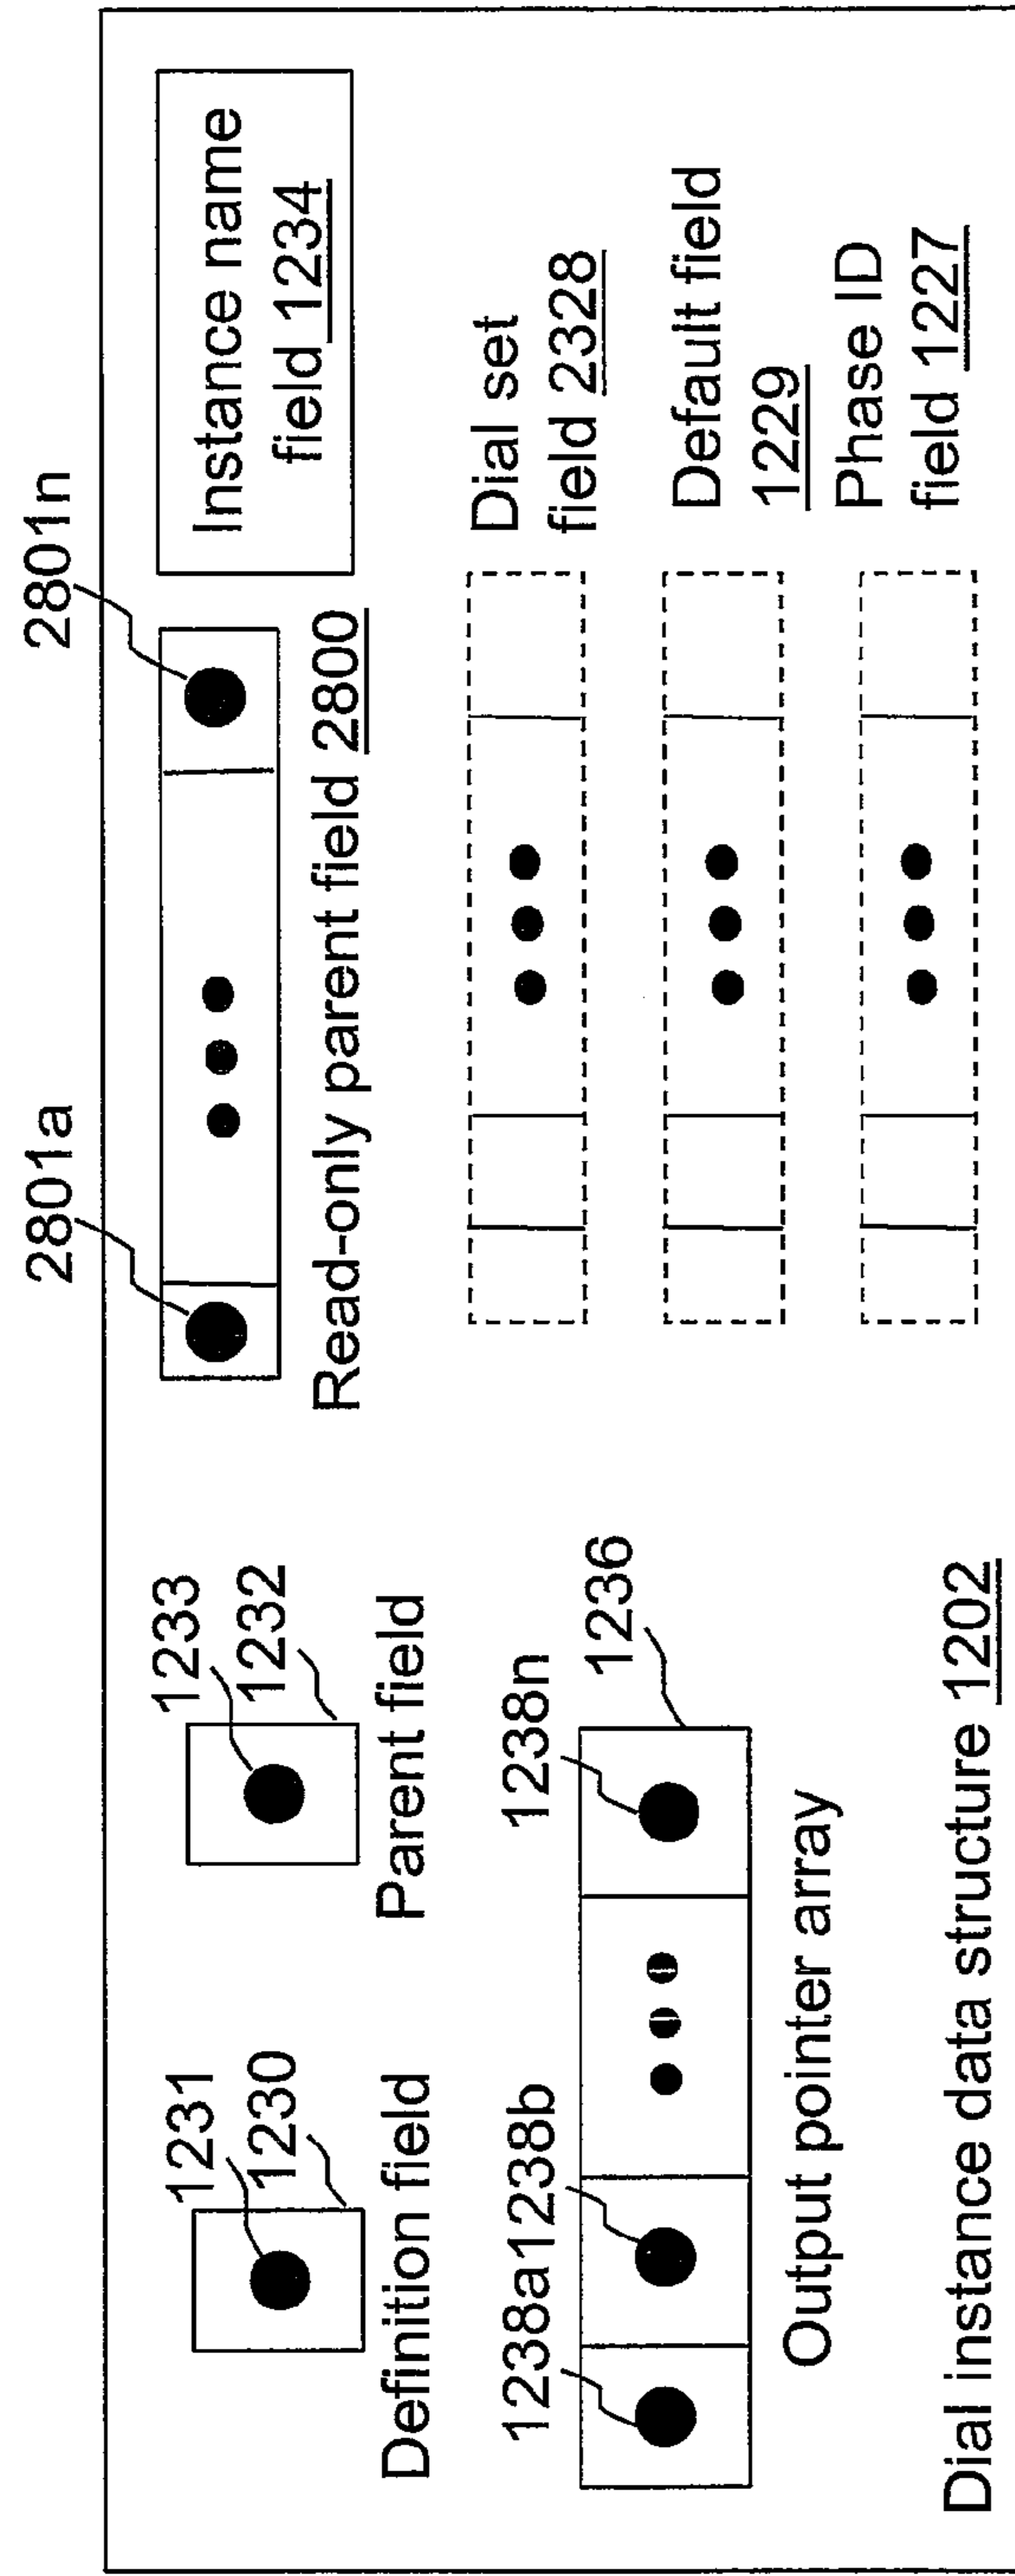 2801a
2801n
1231
1230
Definition field
1233
1232
Parent field
Read-only parent field 2800
Instance name
field 1234
1238a
1238b
1238n
1236
Output pointer array
Dial set
field 2328
Default field
1229
Phase ID
field 1227
Dial instance data structure 1202